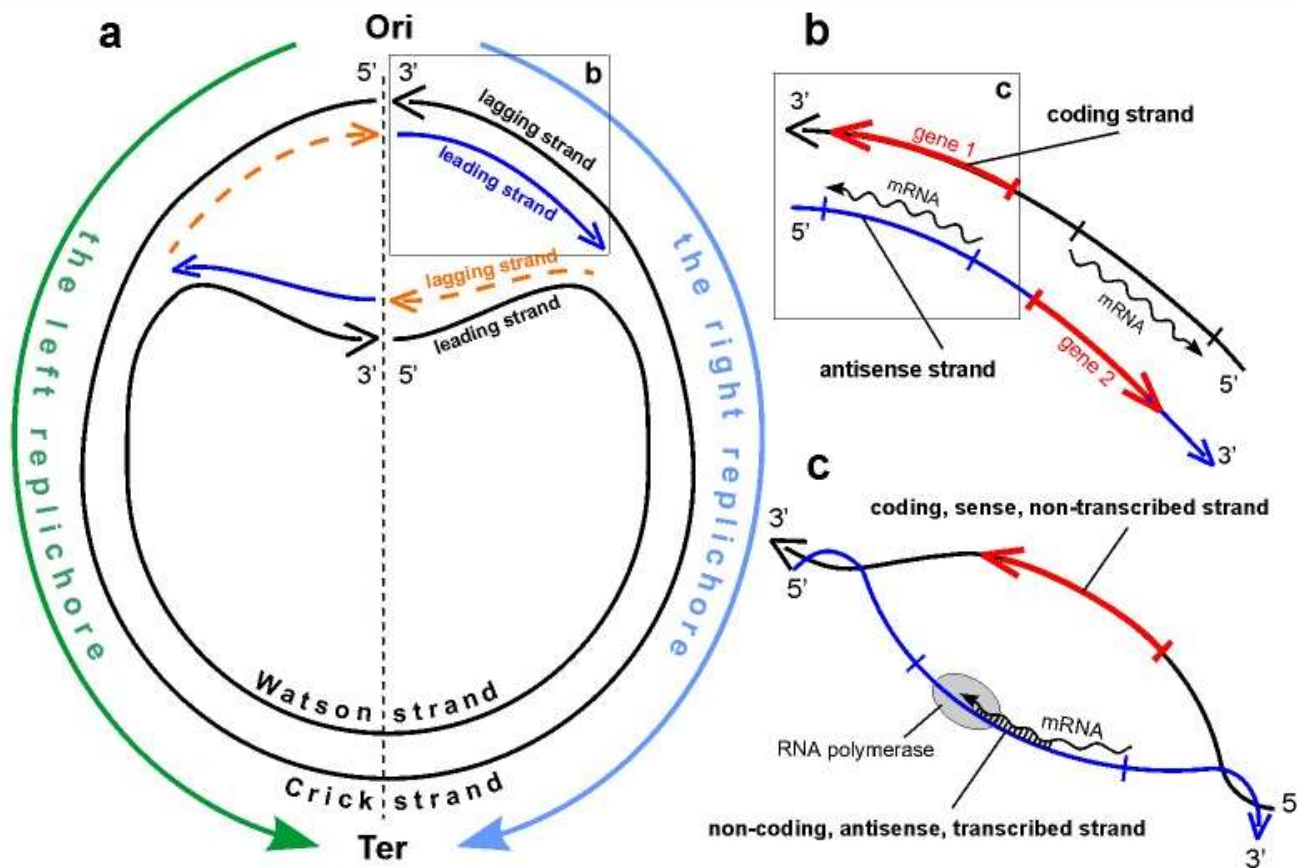 a
Ori
5’
3’
b
lagging strand
leading strand
lagging strand
leading strand
3’
5’
the left replichore
the right replichore
Watson strand
Crick strand
Ter
b
c
3’
gene 1
coding strand
mRNA
5’
mRNA
antisense strand
gene 2
5’
3’
c
coding, sense, non-transcribed strand
3’
5’
mRNA
RNA polymerase
5
non-coding, antisense, transcribed strand
3’